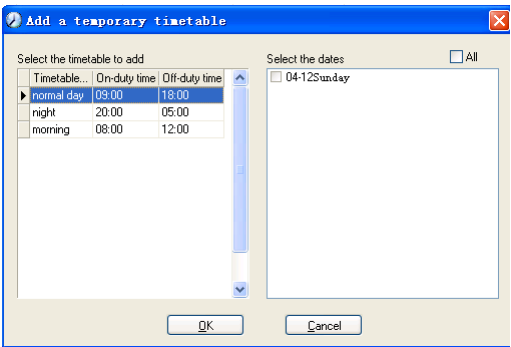 Add a temporary timetable
Select the timetable to add
Select the dates
All
Timetable... On-duty time Off-duty time
normal day 09:00 18:00
night 20:00 05:00
morning 08:00 12:00
04-12Sunday
OK
Cancel